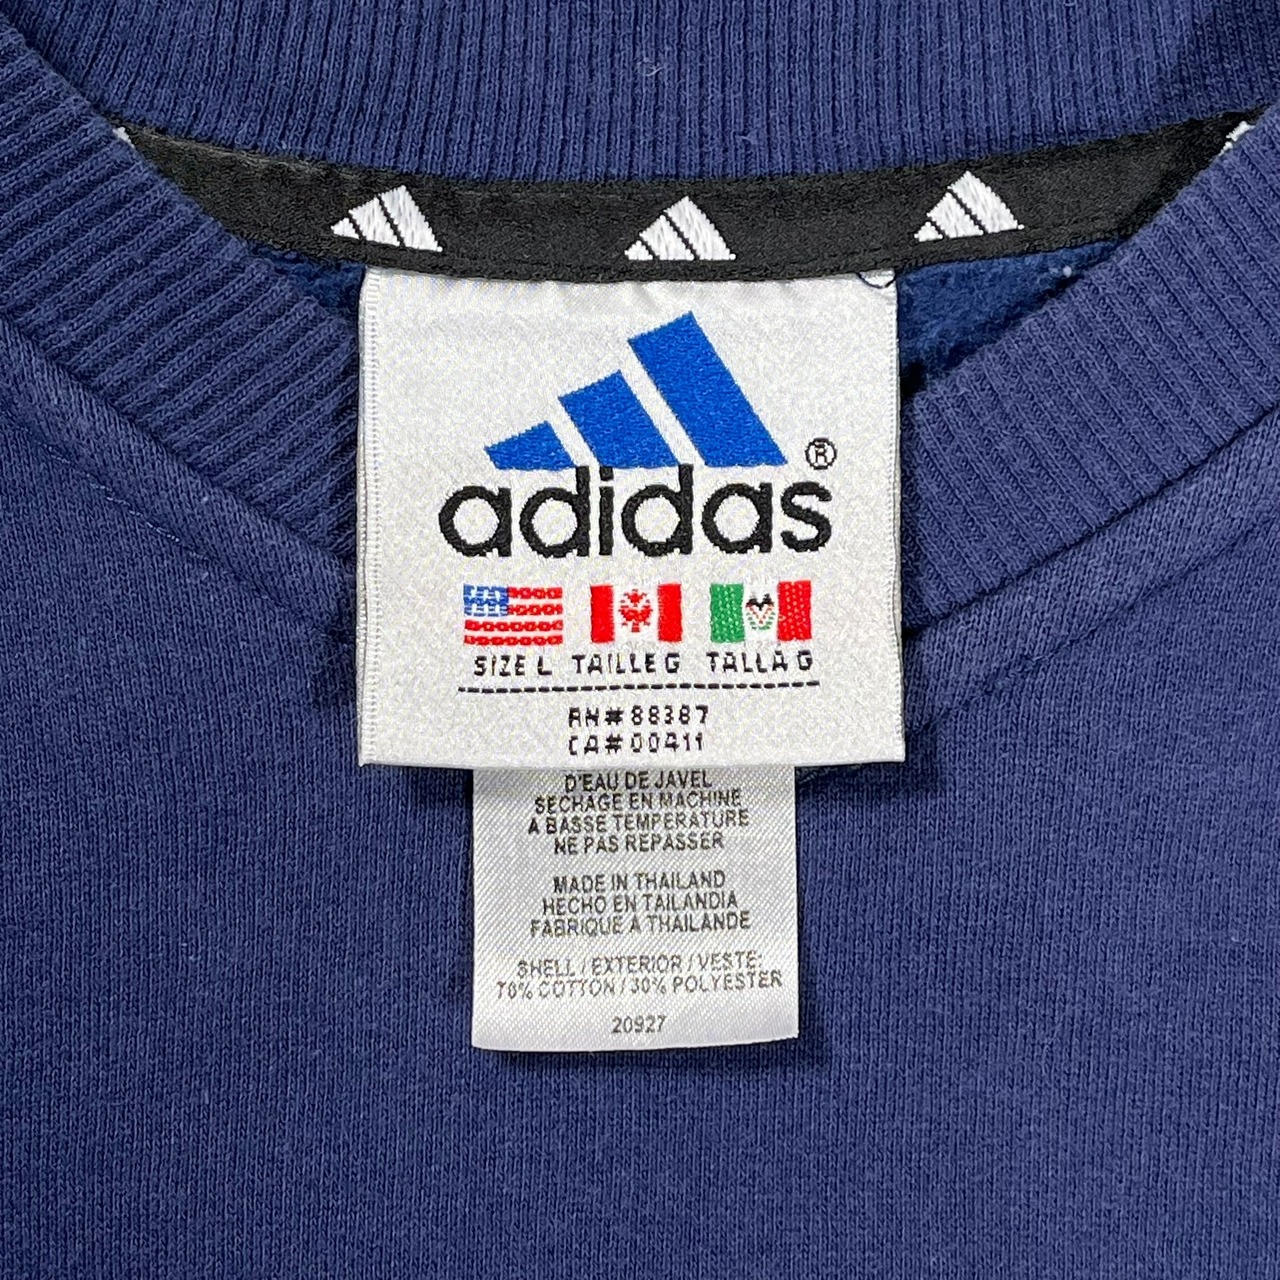 adidas®
SIZE L TAILLE G TALLA G
RN# 88387
CA# 00411
D'EAU DE JAVEL
SECHAGE EN MACHINE
A BASSE TEMPERATURE
NE PAS REPASSER
MADE IN THAILAND
HECHO EN TAILANDIA
FABRIQUE A THAILANDE
SHELL / EXTERIOR / VESTE:
70% COTTON / 30% POLYESTER
20927